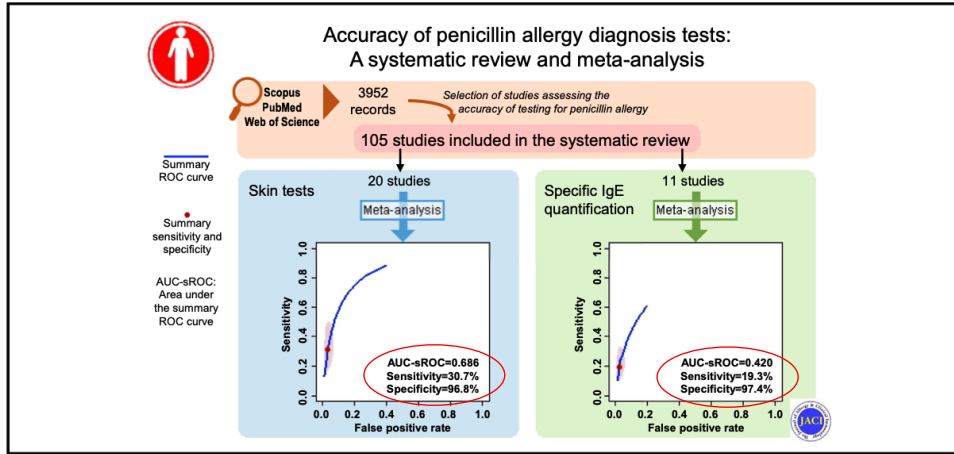 Accuracy of penicillin allergy diagnosis tests:
A systematic review and meta-analysis
Scopus
PubMed
Web of Science
3952
records
Selection of studies assessing the
accuracy of testing for penicillin allergy
105 studies included in the systematic review
Summary
ROC curve
Summary
sensitivity and
specificity
AUC-sROC:
Area under
the summary
ROC curve
Skin tests
20 studies
Meta-analysis
Sensitivity
1.0
0.8
0.6
0.4
0.2
0.0
AUC-sROC=0.686
Sensitivity=30.7%
Specificity=96.8%
0.0 0.2 0.4 0.6 0.8 1.0
False positive rate
Specific IgE
quantification
11 studies
Meta-analysis
Sensitivity
1.0
0.8
0.6
0.4
0.2
0.0
AUC-sROC=0.420
Sensitivity=19.3%
Specificity=97.4%
0.0 0.2 0.4 0.6 0.8 1.0
False positive rate
JACI